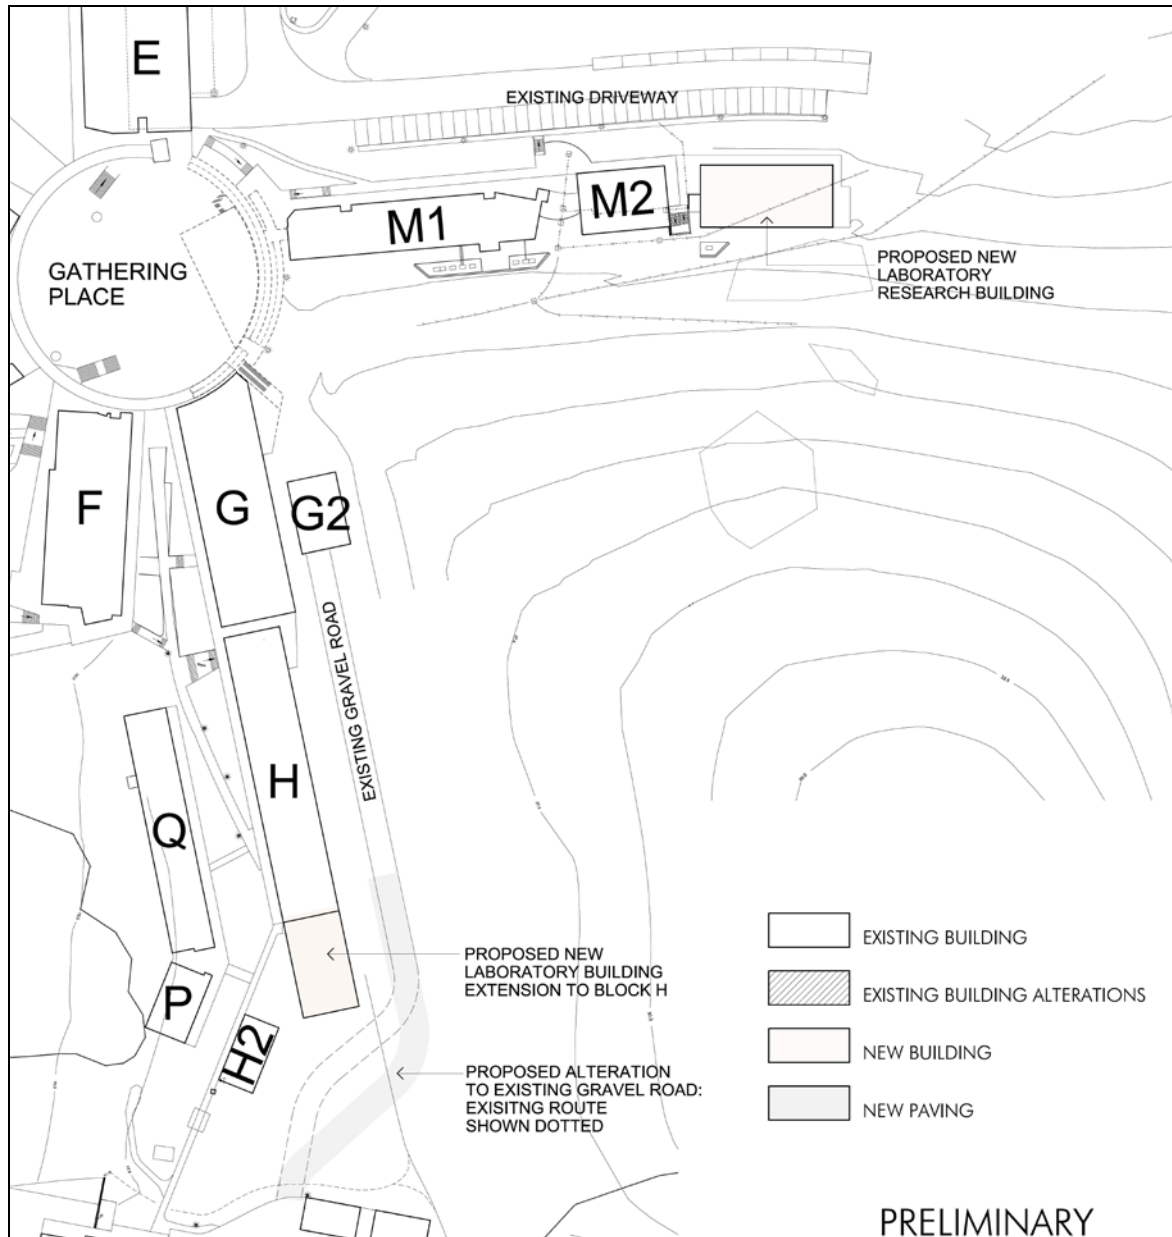 E
EXISTING DRIVEWAY
M1
M2
GATHERING
PLACE
PROPOSED NEW
LABORATORY
RESEARCH BUILDING
F
G
G2
EXISTING GRAVEL ROAD
H
Q
PROPOSED NEW
LABORATORY BUILDING
EXTENSION TO BLOCK H
P
H2
PROPOSED ALTERATION
TO EXISTING GRAVEL ROAD:
EXISITNG ROUTE
SHOWN DOTTED
EXISTING BUILDING
EXISTING BUILDING ALTERATIONS
NEW BUILDING
NEW PAVING
PRELIMINARY